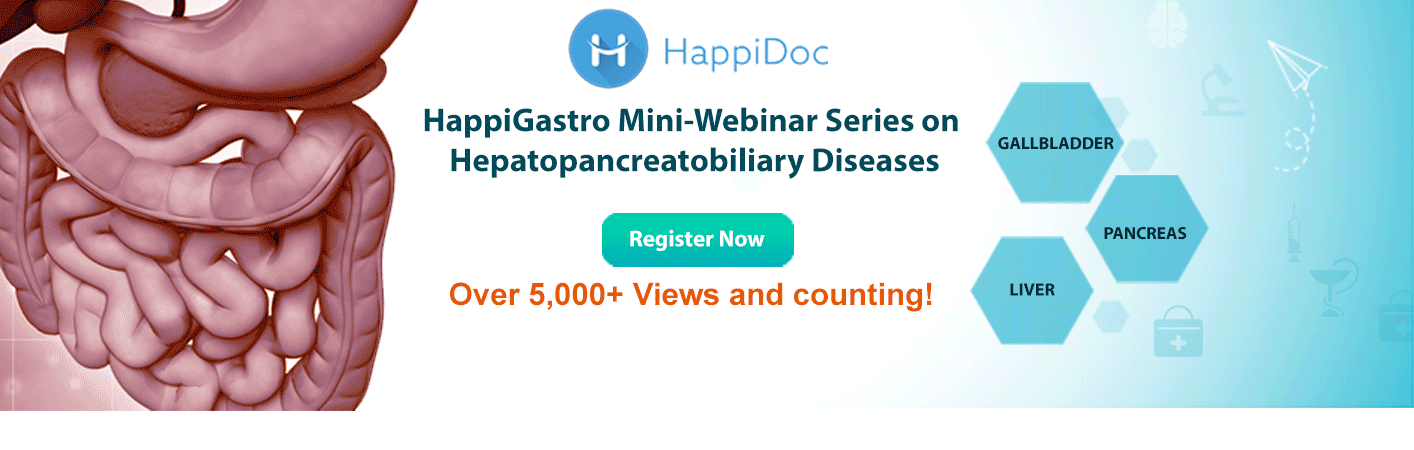 HappiDoc
HappiGastro Mini-Webinar Series on
Hepatopancreatobiliary Diseases
Register Now
Over 5,000+ Views and counting!
GALLBLADDER
PANCREAS
LIVER